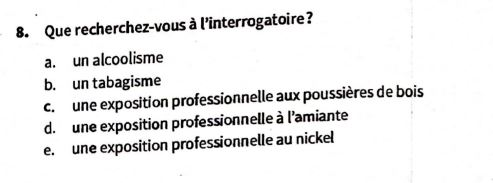 8. Que recherchez-vous à l'interrogatoire?
a. un alcoolisme
b. un tabagisme
c. une exposition professionnelle aux poussières de bois
d. une exposition professionnelle à l'amiante
e. une exposition professionnelle au nickel